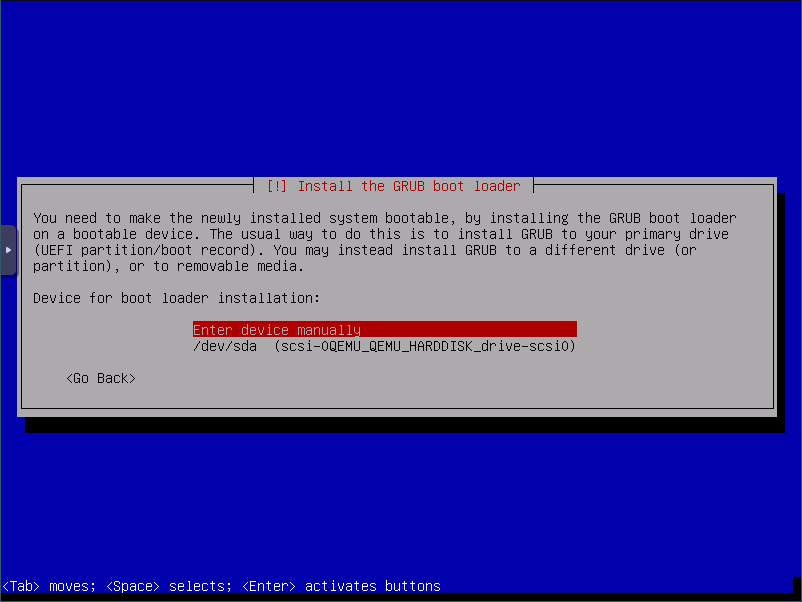 [!] Install the GRUB boot loader
You need to make the newly installed system bootable, by installing the GRUB boot loader
on a bootable device. The usual way to do this is to install GRUB to your primary drive
(UEFI partition/boot record). You may instead install GRUB to a different drive (or
partition), or to removable media.
Device for boot loader installation:
Enter device manually
/dev/sda  (scsi-0QEMU_QEMU_HARDDISK_drive-scsi0)
<Go Back>
<Tab> moves; <Space> selects; <Enter> activates buttons